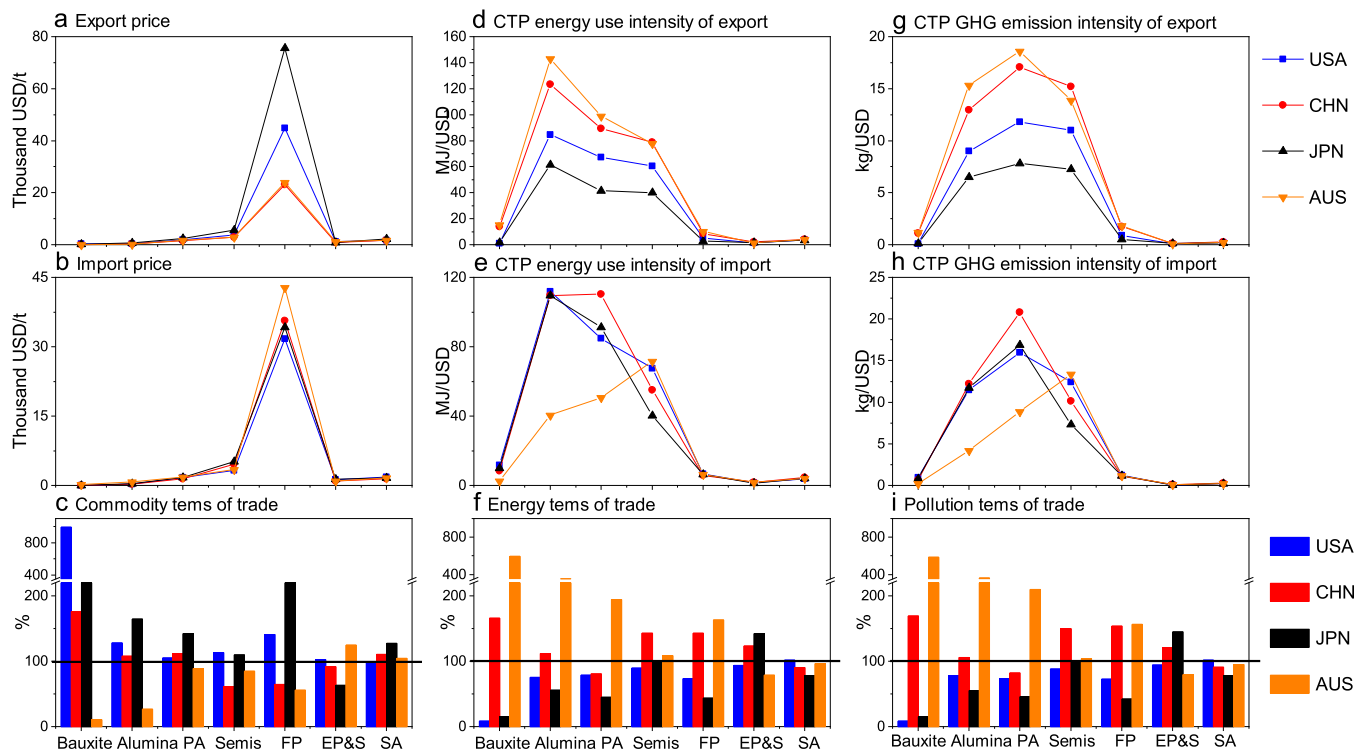 a Export price
80
60
40
20
0
Thousand USD/t
b Import price
45
30
15
0
Thousand USD/t
c Commodity tems of trade
800
400
200
100
0
%
Bauxite Alumina PA Semis FP EP&S SA
d CTP energy use intensity of export
160
140
120
100
80
60
40
20
0
MJ/USD
e CTP energy use intensity of import
120
80
40
0
MJ/USD
f Energy tems of trade
800
400
200
100
0
%
Bauxite Alumina PA Semis FP EP&S SA
g CTP GHG emission intensity of export
20
15
10
5
0
kg/USD
h CTP GHG emission intensity of import
25
20
15
10
5
0
kg/USD
i Pollution tems of trade
800
400
200
100
0
%
Bauxite Alumina PA Semis FP EP&S SA
USA
CHN
JPN
AUS
USA
CHN
JPN
AUS